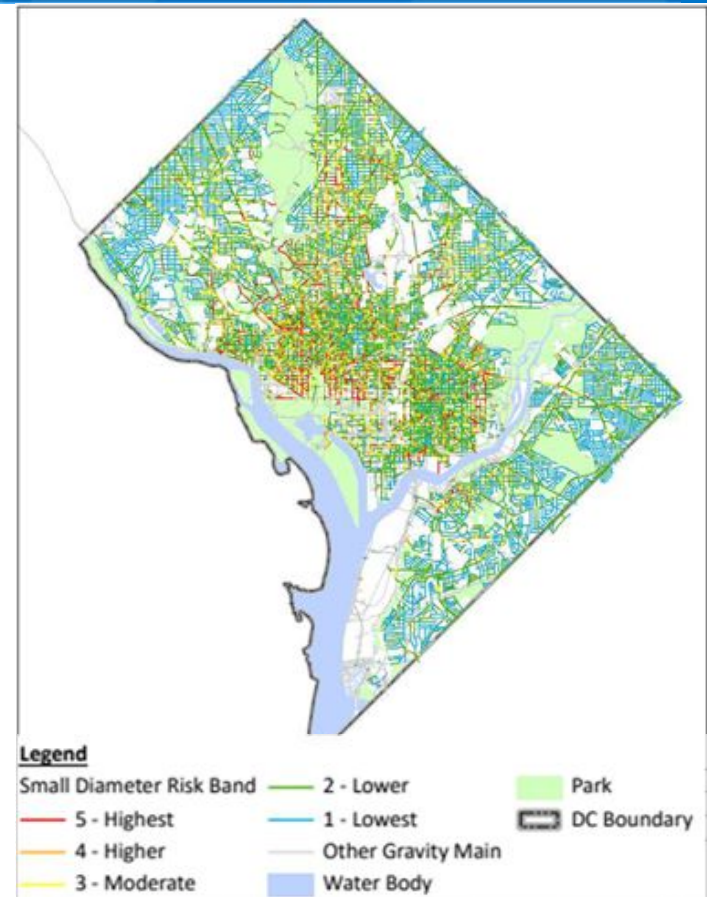 Legend
Small Diameter Risk Band
5 - Highest
4 - Higher
3 - Moderate
2 - Lower
1 - Lowest
Other Gravity Main
Water Body
Park
DC Boundary